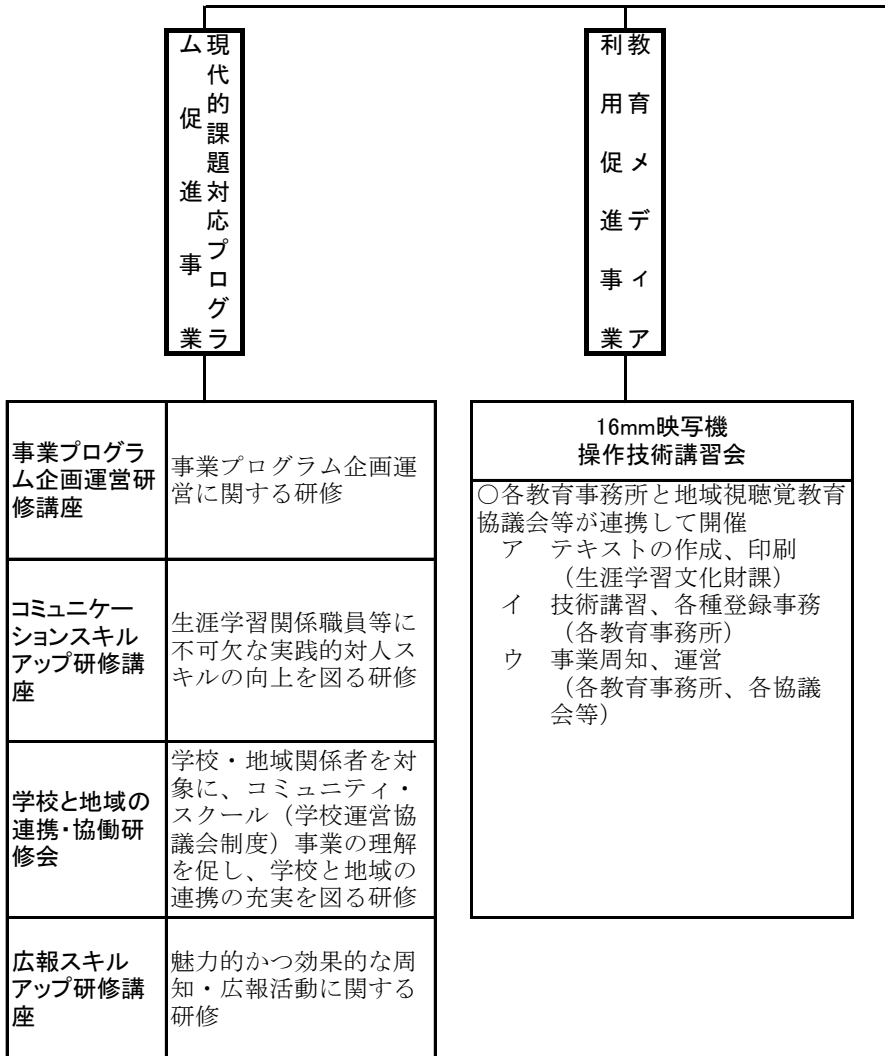 現代的課題対応プログラ
ム促進事業
教育メディア
利用促進事業
事業プログラ
ム企画運営研
修講座
事業プログラム企画運
営に関する研修
コミュニケー
ションスキル
アップ研修講
座
生涯学習関係職員等に
不可欠な実践的対人ス
キルの向上を図る研修
学校と地域の
連携・協働研
修会
学校・地域関係者を対
象に、コミュニティ・
スクール（学校運営協
議会制度）事業の理解
を促し、学校と地域の
連携の充実を図る研修
広報スキル
アップ研修講
座
魅力的かつ効果的な周
知・広報活動に関する
研修
16mm映写機
操作技術講習会
○各教育事務所と地域視聴覚教育
協議会等が連携して開催
ア　テキストの作成、印刷
（生涯学習文化財課）
イ　技術講習、各種登録事務
（各教育事務所）
ウ　事業周知、運営
（各教育事務所、各協議
会等）